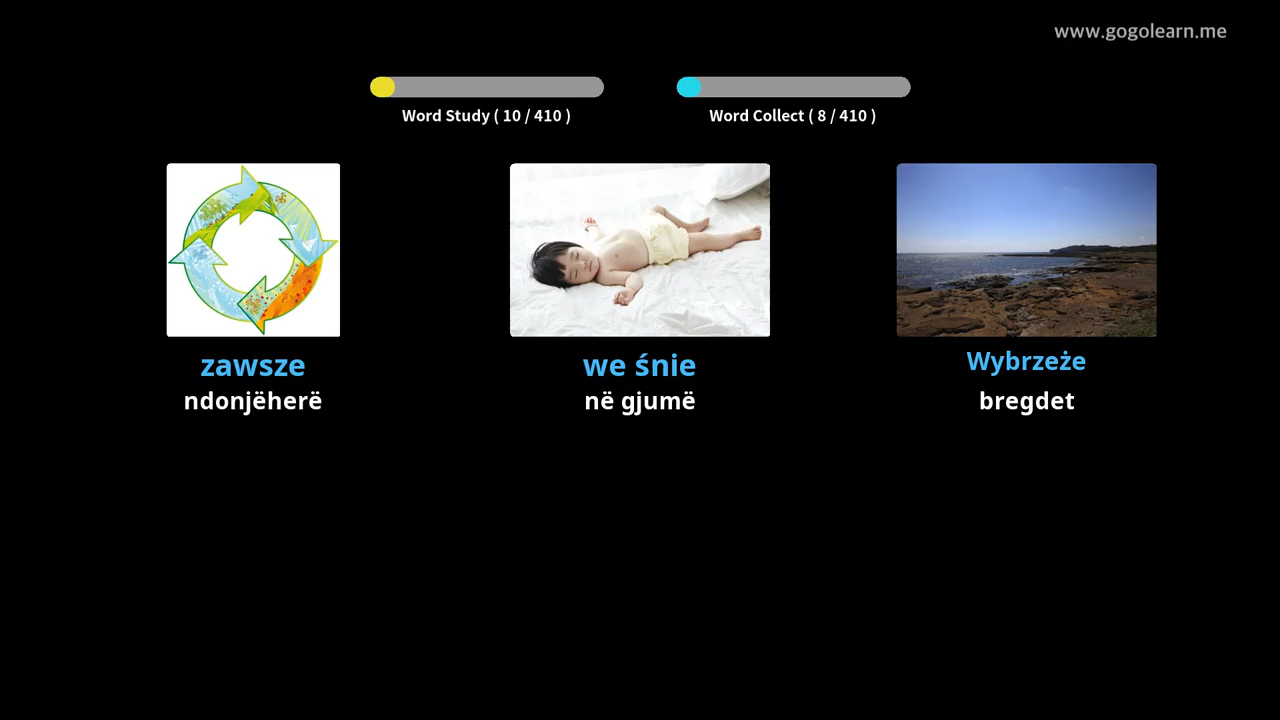 www.gogolearn.me
Word Study ( 10 / 410 )
Word Collect ( 8 / 410 )
zawsze
ndonjëherë
we śnie
në gjumë
Wybrzeże
bregdet